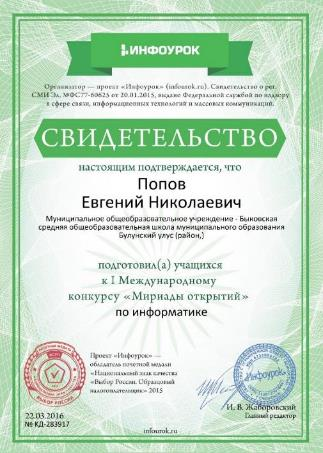 ИНФОУРОК
Организатор — проект «Инфоурок» (infourok.ru). Свидетельство о рег.
СМИ Эл. №ФС77-60625 от 20.01.2015, выдано Федеральной службой по надзору
в сфере связи, информационных технологий и массовых коммуникаций.
СВИДЕТЕЛЬСТВО
настоящим подтверждается, что
Попов
Евгений Николаевич
Муниципальное общеобразовательное учреждение - Быковская
средняя общеобразовательная школа муниципального образования
Булунский улус (район,)
подготовил(а) учащихся
к I Международному
конкурсу «Мириады открытий»
по информатике
Проект «Инфоурок» —
обладатель почетной медали
«Национальный знак качества
«Выбор России. Образцовый
налогоплательщик» 2015
ВЫБОР РОССИИ
«Инфоурок»
22.03.2016
№ КД-283917
И. В. Жаборовский
Главный редактор
infourok.ru